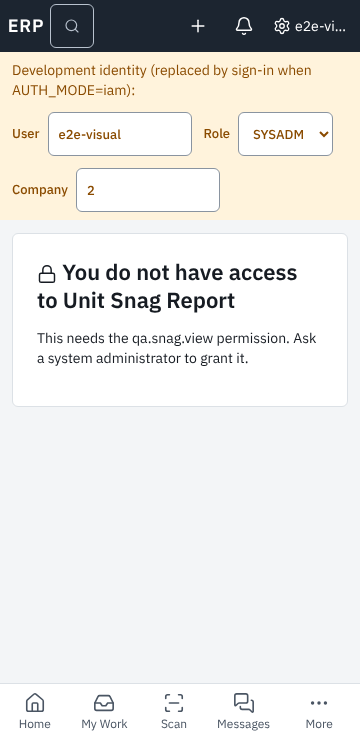 ERP
e2e-vi...
Development identity (replaced by sign-in when
AUTH_MODE=iam):
User e2e-visual Role SYSADM
Company 2
You do not have access
to Unit Snag Report
This needs the qa.snag.view permission. Ask
a system administrator to grant it.
Home My Work Scan Messages More